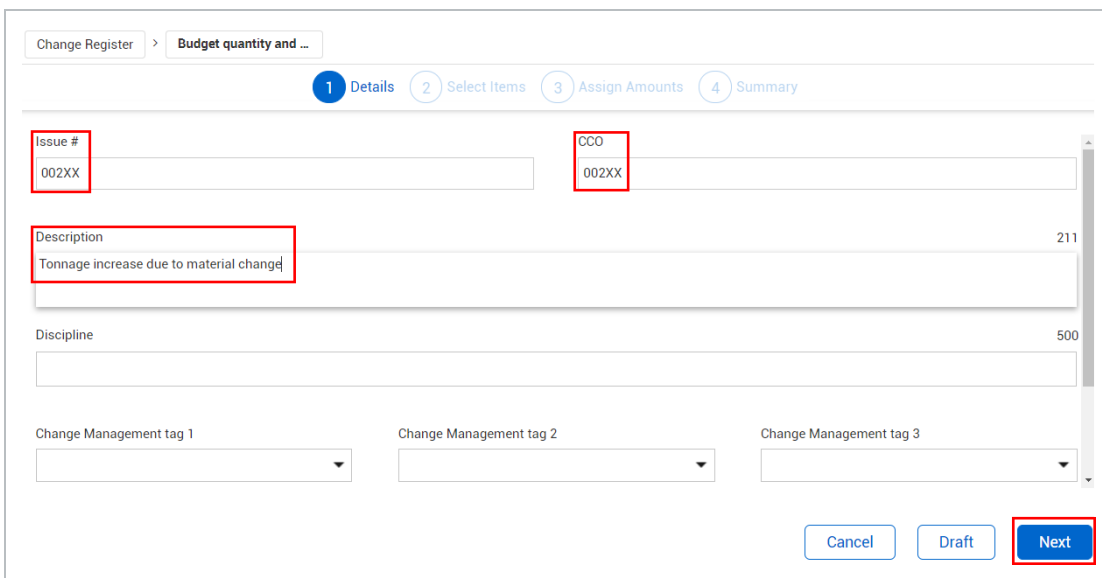 Change Register > Budget quantity and ...
1 Details 2 Select Items 3 Assign Amounts 4 Summary
Issue # CCO
002XX 002XX
Description 211
Tonnage increase due to material change
Discipline 500
Change Management tag 1 Change Management tag 2 Change Management tag 3
Cancel Draft Next